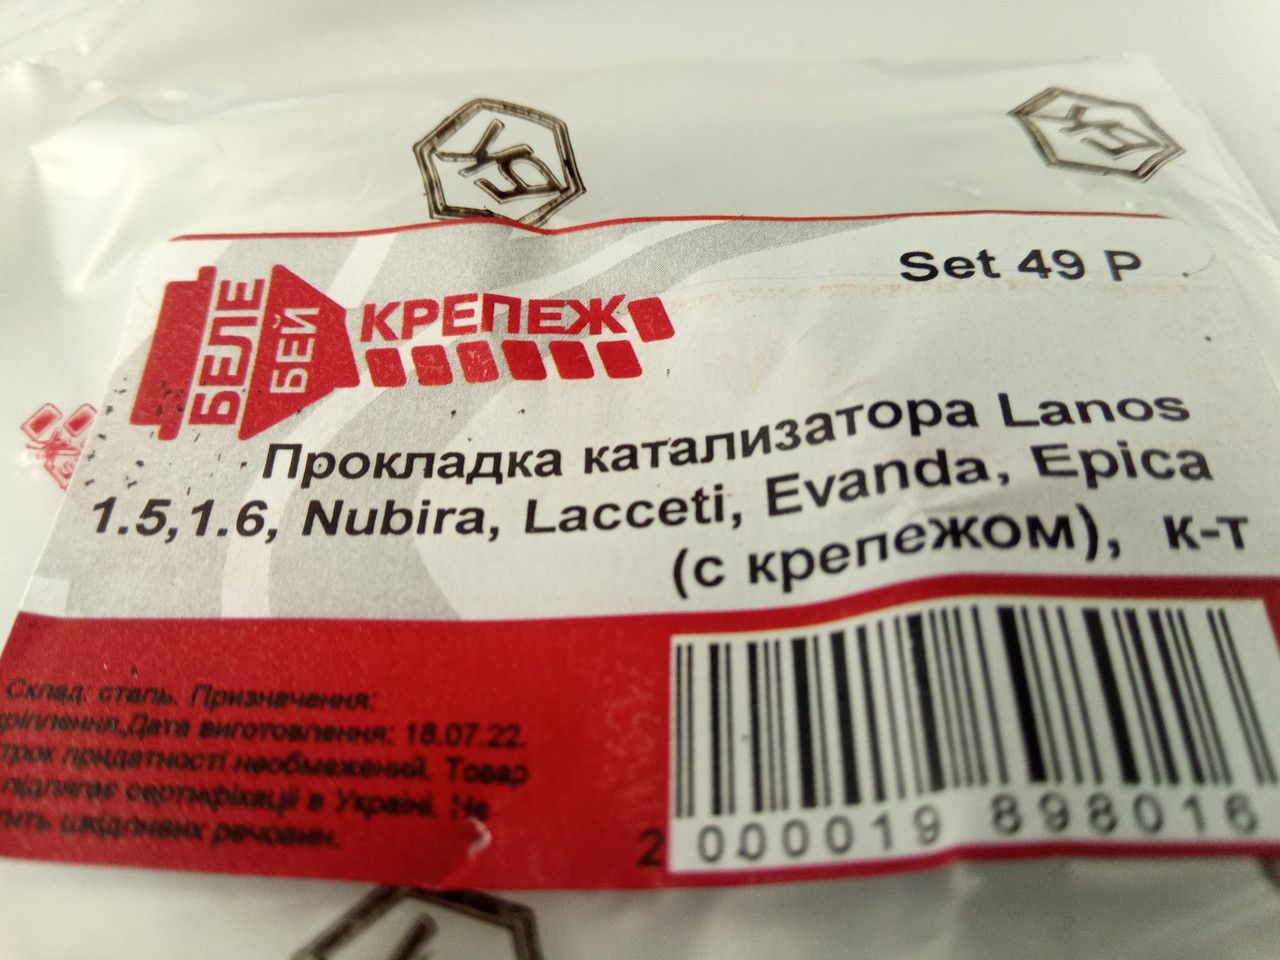 Set 49 P
БЕЛЕ
БЕЙ
КРЕПЕЖ
Прокладка катализатора Lanos
1.5,1.6, Nubira, Lacceti, Evanda, Epica
(с крепежом), к-т
Склад: сталь. Призначення:
Дата виготовлення: 18.07.22.
придатності необмежений. Товар
підлягає сертифікації в Україні. Не
шкідливих речовин.
2 000019 898016